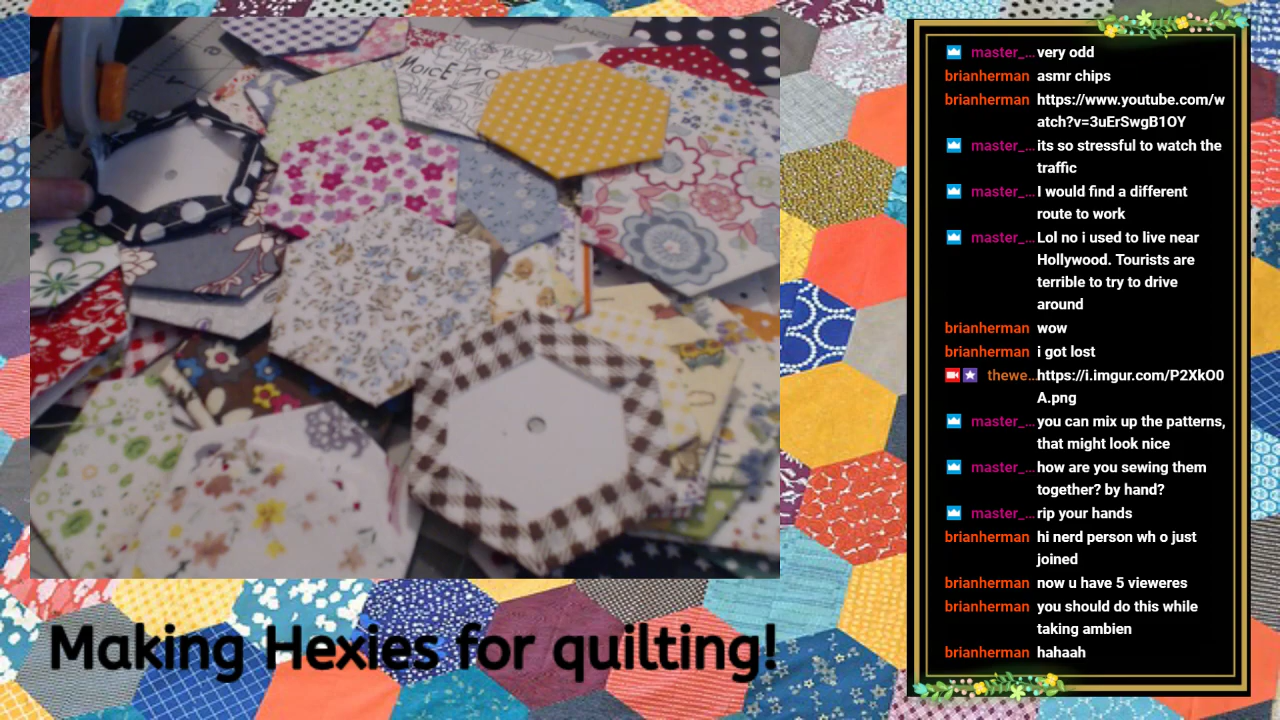 NOICE NO
Making Hexies for quilting!
master_... very odd
brianherman asmr chips
brianherman https://www.youtube.com/w
atch?v=3uErSwgB1OY
master_... its so stressful to watch the
traffic
master_... I would find a different
route to work
master_... Lol no i used to live near
Hollywood. Tourists are
terrible to try to drive
around
brianherman wow
brianherman i got lost
thewe... https://i.imgur.com/P2XkO0
A.png
master_... you can mix up the patterns,
that might look nice
master_... how are you sewing them
together? by hand?
master_... rip your hands
brianherman hi nerd person wh o just
joined
brianherman now u have 5 vieweres
brianherman you should do this while
taking ambien
brianherman hahaah